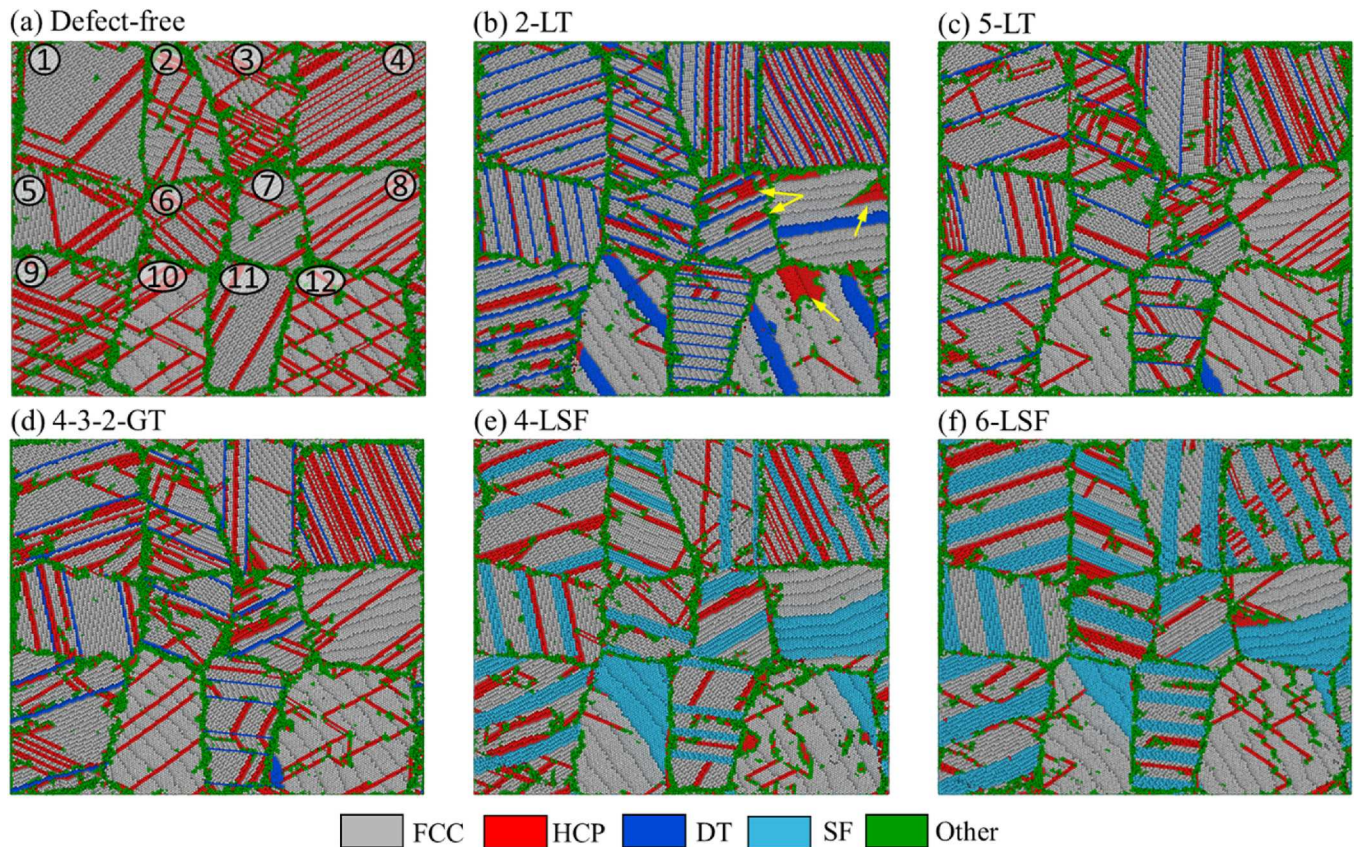 (a) Defect-free
(b) 2-LT
(c) 5-LT
① ② ③ ④
⑤ ⑥ ⑦ ⑧
⑨ ⑩ ⑪ ⑫
(d) 4-3-2-GT
(e) 4-LSF
(f) 6-LSF
FCC HCP DT SF Other